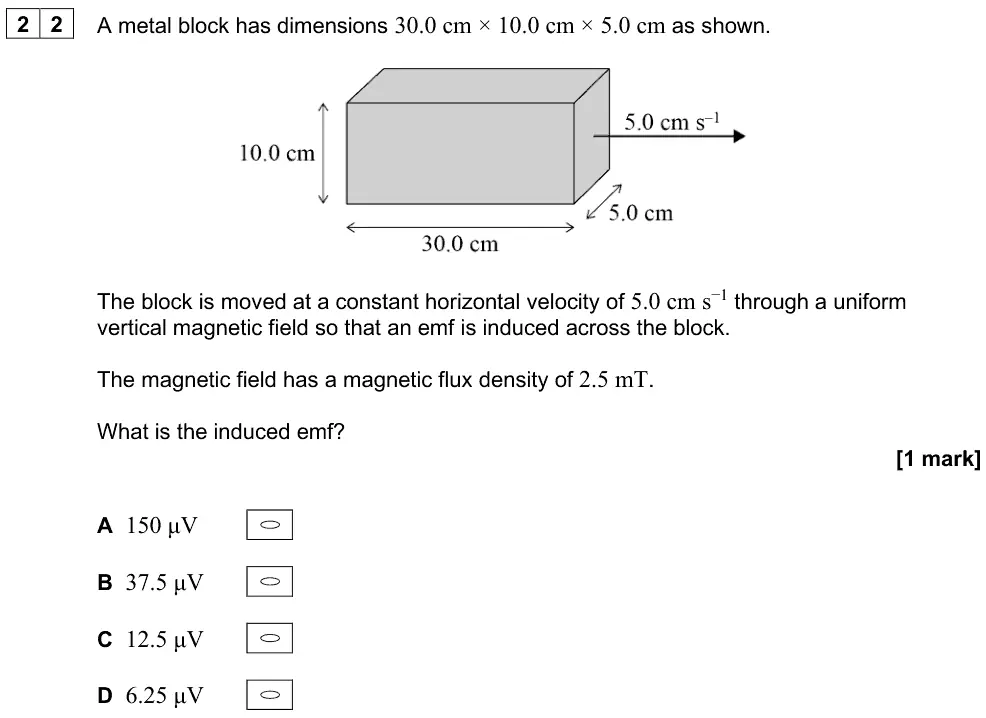 2 2 A metal block has dimensions 30.0 cm × 10.0 cm × 5.0 cm as shown.
5.0 cm s⁻¹
10.0 cm
5.0 cm
30.0 cm
The block is moved at a constant horizontal velocity of 5.0 cm s⁻¹ through a uniform
vertical magnetic field so that an emf is induced across the block.
The magnetic field has a magnetic flux density of 2.5 mT.
What is the induced emf?
[1 mark]
A 150 μV
B 37.5 μV
C 12.5 μV
D 6.25 μV